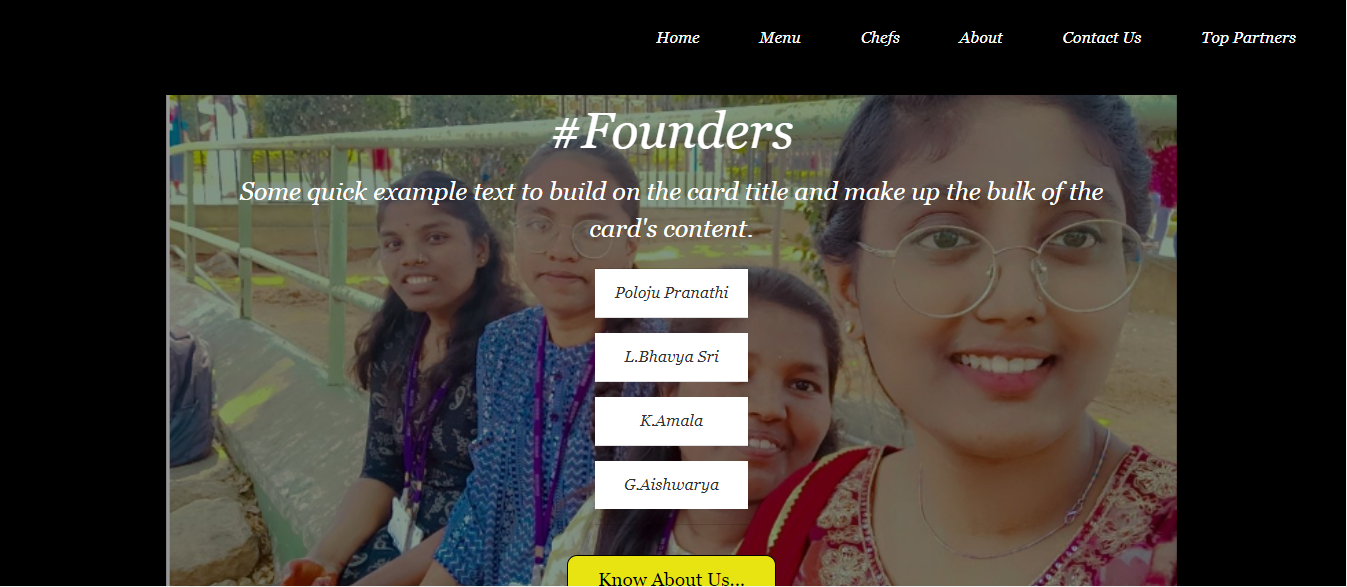 Home Menu Chefs About Contact Us Top Partners
#Founders
Some quick example text to build on the card title and make up the bulk of the
card's content.
Poloju Pranathi
L.Bhavya Sri
K.Amala
G.Aishwarya
Know About Us...